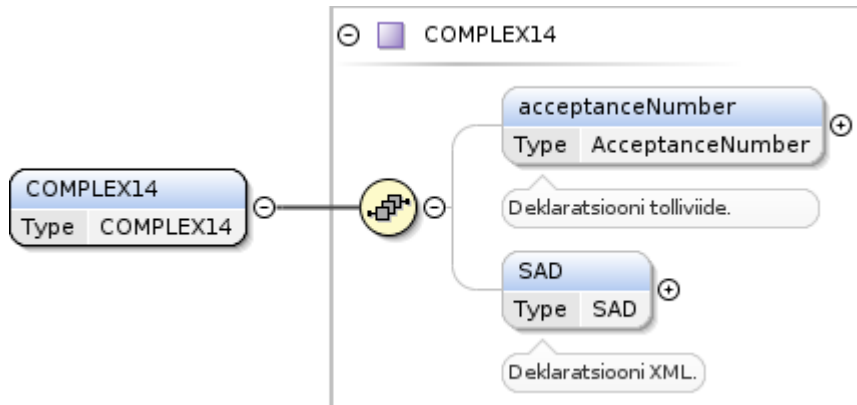 COMPLEX14
acceptanceNumber
Type AcceptanceNumber
Deklaratsiooni tolliviide.
COMPLEX14
Type COMPLEX14
SAD
Type SAD
Deklaratsiooni XML.